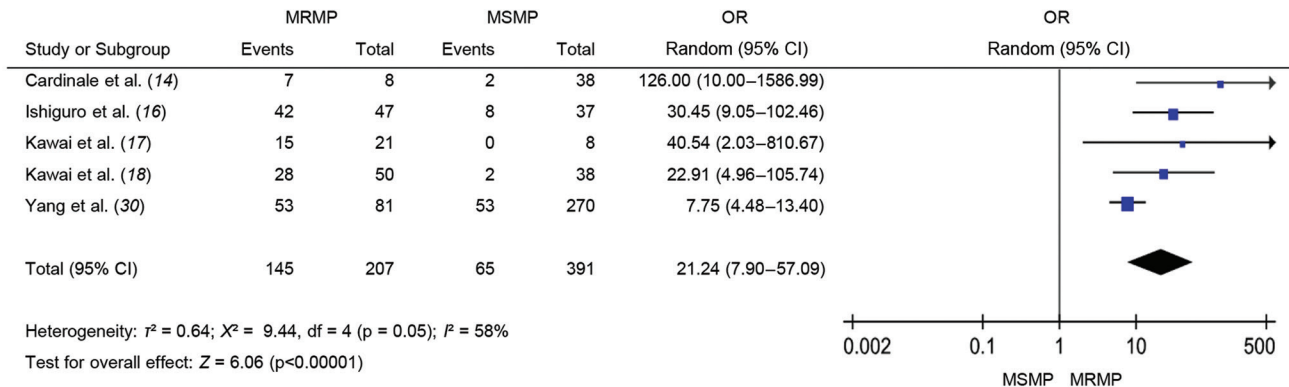 MRMP MSMP OR OR
Study or Subgroup Events Total Events Total Random (95% CI) Random (95% CI)
Cardinale et al. (14) 7 8 2 38 126.00 (10.00–1586.99)
Ishiguro et al. (16) 42 47 8 37 30.45 (9.05–102.46)
Kawai et al. (17) 15 21 0 8 40.54 (2.03–810.67)
Kawai et al. (18) 28 50 2 38 22.91 (4.96–105.74)
Yang et al. (30) 53 81 53 270 7.75 (4.48–13.40)
Total (95% CI) 145 207 65 391 21.24 (7.90–57.09)
Heterogeneity: τ² = 0.64; X² = 9.44, df = 4 (p = 0.05); I² = 58%
Test for overall effect: Z = 6.06 (p<0.00001)
0.002 0.1 1 10 500
MSMP MRMP